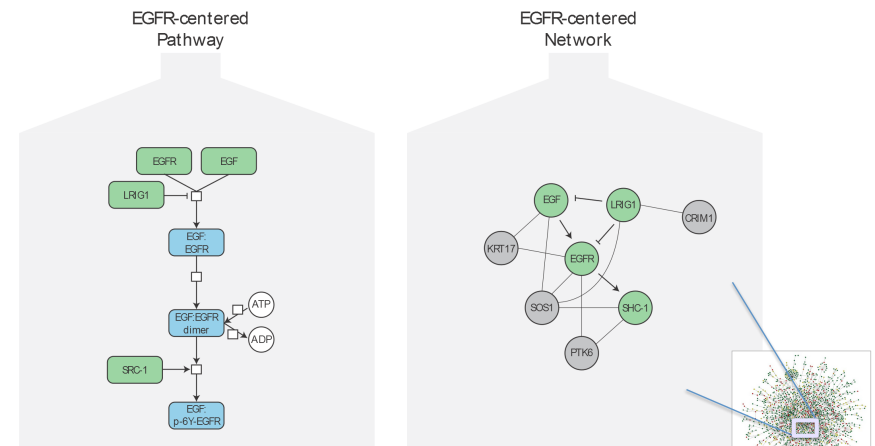 EGFR-centered
Pathway
EGFR
EGF
LRIG1
EGF:
EGFR
ATP
EGF:EGFR
dimer
ADP
SRC-1
EGF:
p-6Y-EGFR
EGFR-centered
Network
EGF
LRIG1
CRIM1
KRT17
EGFR
SOS1
SHC-1
PTK6